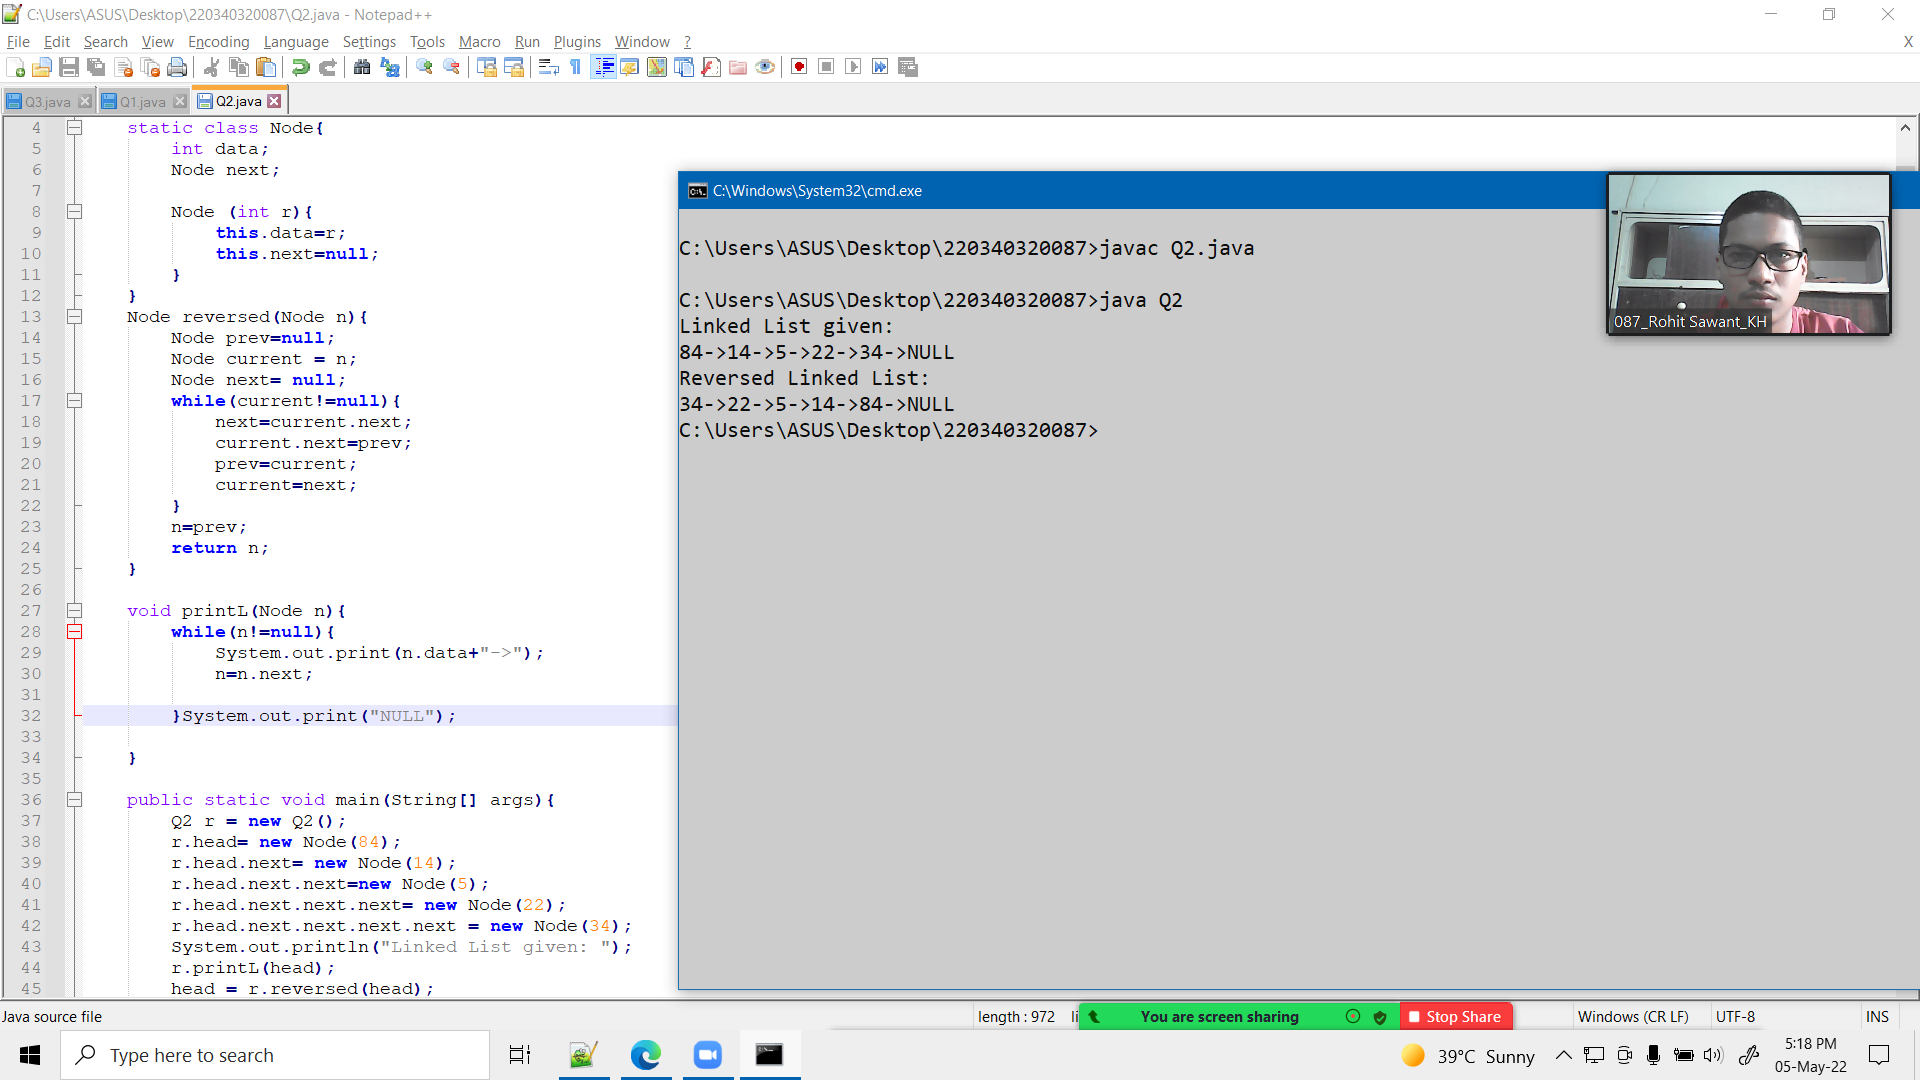 C:\Users\ASUS\Desktop\220340320087\Q2.java - Notepad++
File Edit Search View Encoding Language Settings Tools Macro Run Plugins Window ? X
Q3.java Q1.java Q2.java
4 static class Node{
5 int data;
6 Node next;
7
8 Node (int r){
9 this.data=r;
10 this.next=null;
11 }
12 }
13 Node reversed(Node n){
14 Node prev=null;
15 Node current = n;
16 Node next= null;
17 while(current!=null){
18 next=current.next;
19 current.next=prev;
20 prev=current;
21 current=next;
22 }
23 n=prev;
24 return n;
25 }
26
27 void printL(Node n){
28 while(n!=null){
29 System.out.print(n.data+"->");
30 n=n.next;
31
32 }System.out.print("NULL");
33
34 }
35
36 public static void main(String[] args){
37 Q2 r = new Q2();
38 r.head= new Node(84);
39 r.head.next= new Node(14);
40 r.head.next.next=new Node(5);
41 r.head.next.next.next= new Node(22);
42 r.head.next.next.next.next = new Node(34);
43 System.out.println("Linked List given: ");
44 r.printL(head);
45 head = r.reversed(head);
C:\Windows\System32\cmd.exe
C:\Users\ASUS\Desktop\220340320087>javac Q2.java
C:\Users\ASUS\Desktop\220340320087>java Q2
Linked List given:
84->14->5->22->34->NULL
Reversed Linked List:
34->22->5->14->84->NULL
C:\Users\ASUS\Desktop\220340320087>
087_Rohit Sawant_KH
Java source file length : 972 li You are screen sharing Stop Share Windows (CR LF) UTF-8 INS
Type here to search 39°C Sunny 5:18 PM
05-May-22